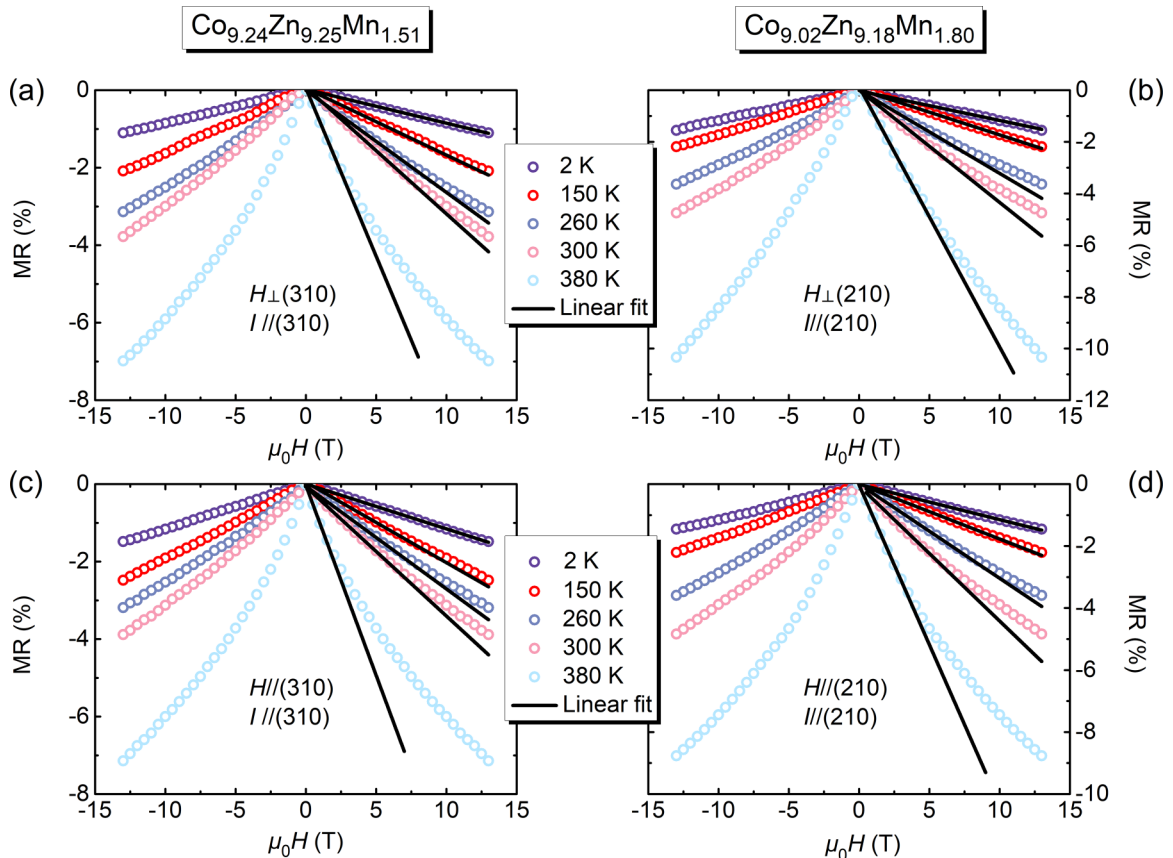 Co9.24Zn9.25Mn1.51
Co9.02Zn9.18Mn1.80
(a)
0
-2
-4
-6
-8
MR (%)
H⊥(310)
I //(310)
-15 -10 -5 0 5 10 15
μ0H (T)
2 K
150 K
260 K
300 K
380 K
Linear fit
(b)
0
-2
-4
-6
-8
-10
-12
MR (%)
H⊥(210)
I//(210)
-15 -10 -5 0 5 10 15
μ0H (T)
(c)
0
-2
-4
-6
-8
MR (%)
H//(310)
I //(310)
-15 -10 -5 0 5 10 15
μ0H (T)
2 K
150 K
260 K
300 K
380 K
Linear fit
(d)
0
-2
-4
-6
-8
-10
MR (%)
H//(210)
I//(210)
-15 -10 -5 0 5 10 15
μ0H (T)